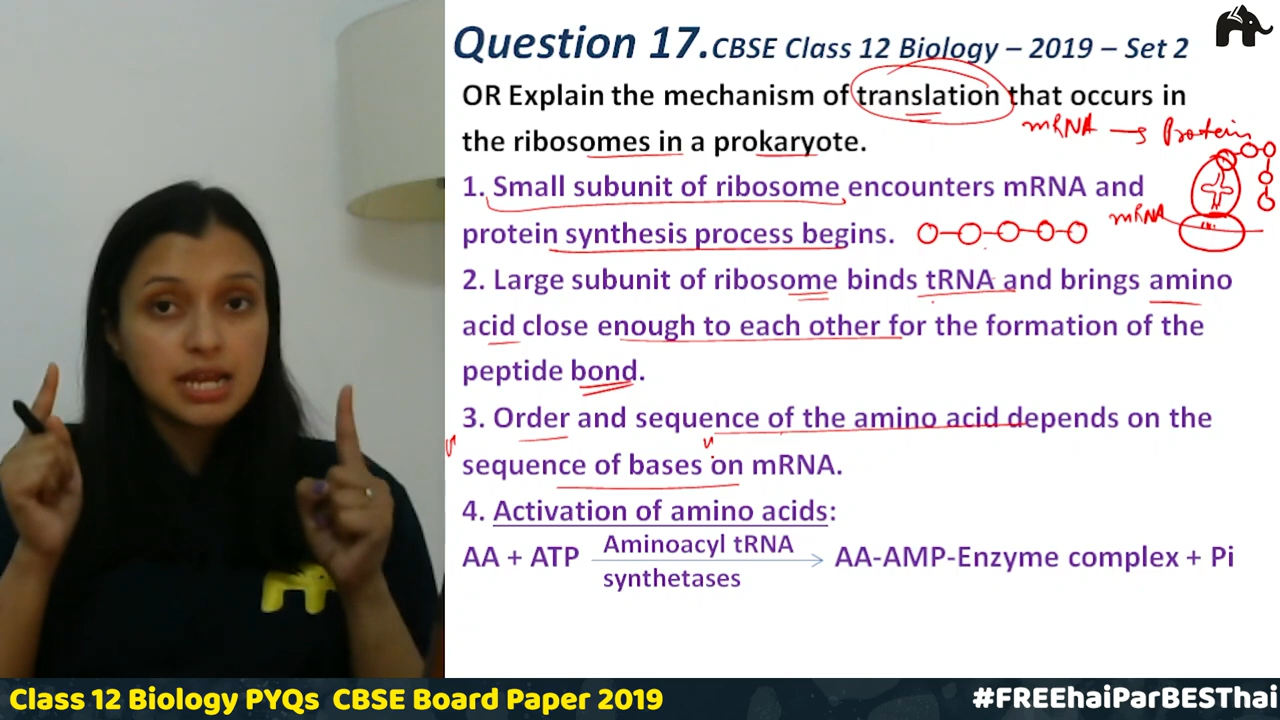 Question 17.CBSE Class 12 Biology – 2019 – Set 2
OR Explain the mechanism of translation that occurs in
the ribosomes in a prokaryote.
mRNA → Protein
1. Small subunit of ribosome encounters mRNA and
mRNA
protein synthesis process begins.
2. Large subunit of ribosome binds tRNA and brings amino
acid close enough to each other for the formation of the
peptide bond.
3. Order and sequence of the amino acid depends on the
sequence of bases on mRNA.
4. Activation of amino acids:
AA + ATP Aminoacyl tRNA synthetases → AA-AMP-Enzyme complex + Pi
Class 12 Biology PYQs CBSE Board Paper 2019
#FREEhaiParBESThai